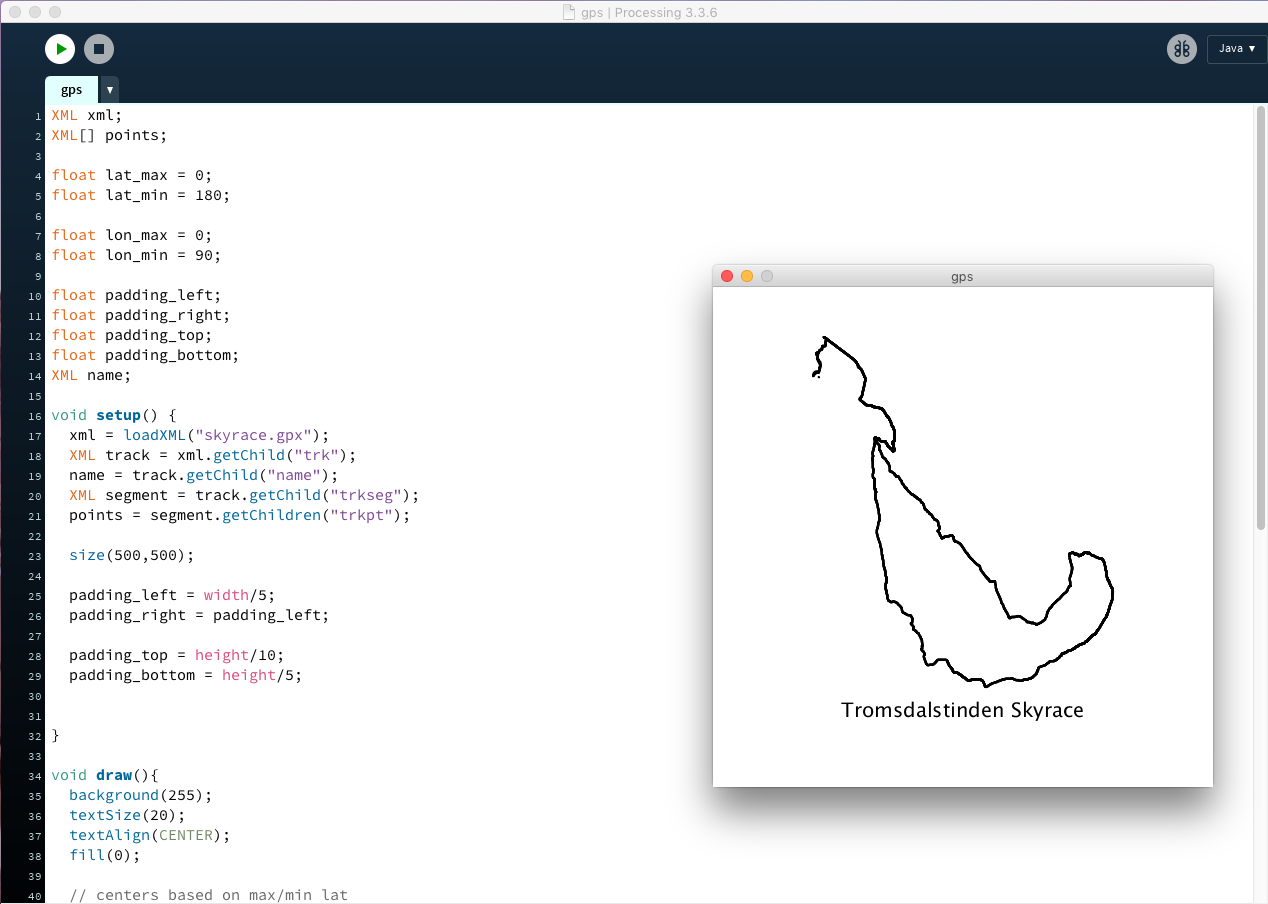 gps | Processing 3.3.6
Java ▼
gps ▼
1 XML xml;
2 XML[] points;
3
4 float lat_max = 0;
5 float lat_min = 180;
6
7 float lon_max = 0;
8 float lon_min = 90;
9
10 float padding_left;
11 float padding_right;
12 float padding_top;
13 float padding_bottom;
14 XML name;
15
16 void setup() {
17   xml = loadXML("skyrace.gpx");
18   XML track = xml.getChild("trk");
19   name = track.getChild("name");
20   XML segment = track.getChild("trkseg");
21   points = segment.getChildren("trkpt");
22
23   size(500,500);
24
25   padding_left = width/5;
26   padding_right = padding_left;
27
28   padding_top = height/10;
29   padding_bottom = height/5;
30
31
32 }
33
34 void draw(){
35   background(255);
36   textSize(20);
37   textAlign(CENTER);
38   fill(0);
39
40   // centers based on max/min lat
gps
Tromsdalstinden Skyrace